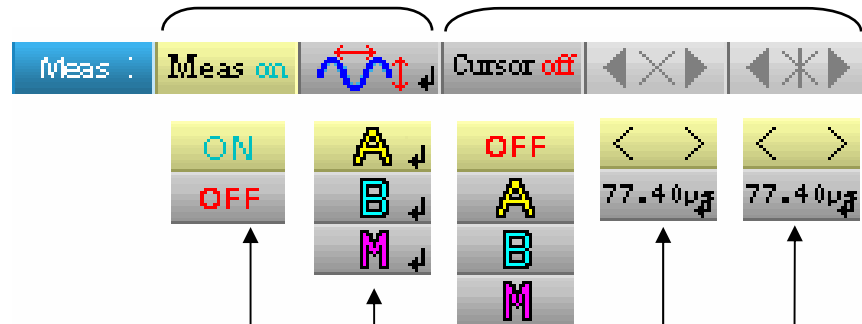 Meas : Meas on Cursor off
ON A OFF < > < >
OFF B A 77.40µs 77.40µs
M B
M